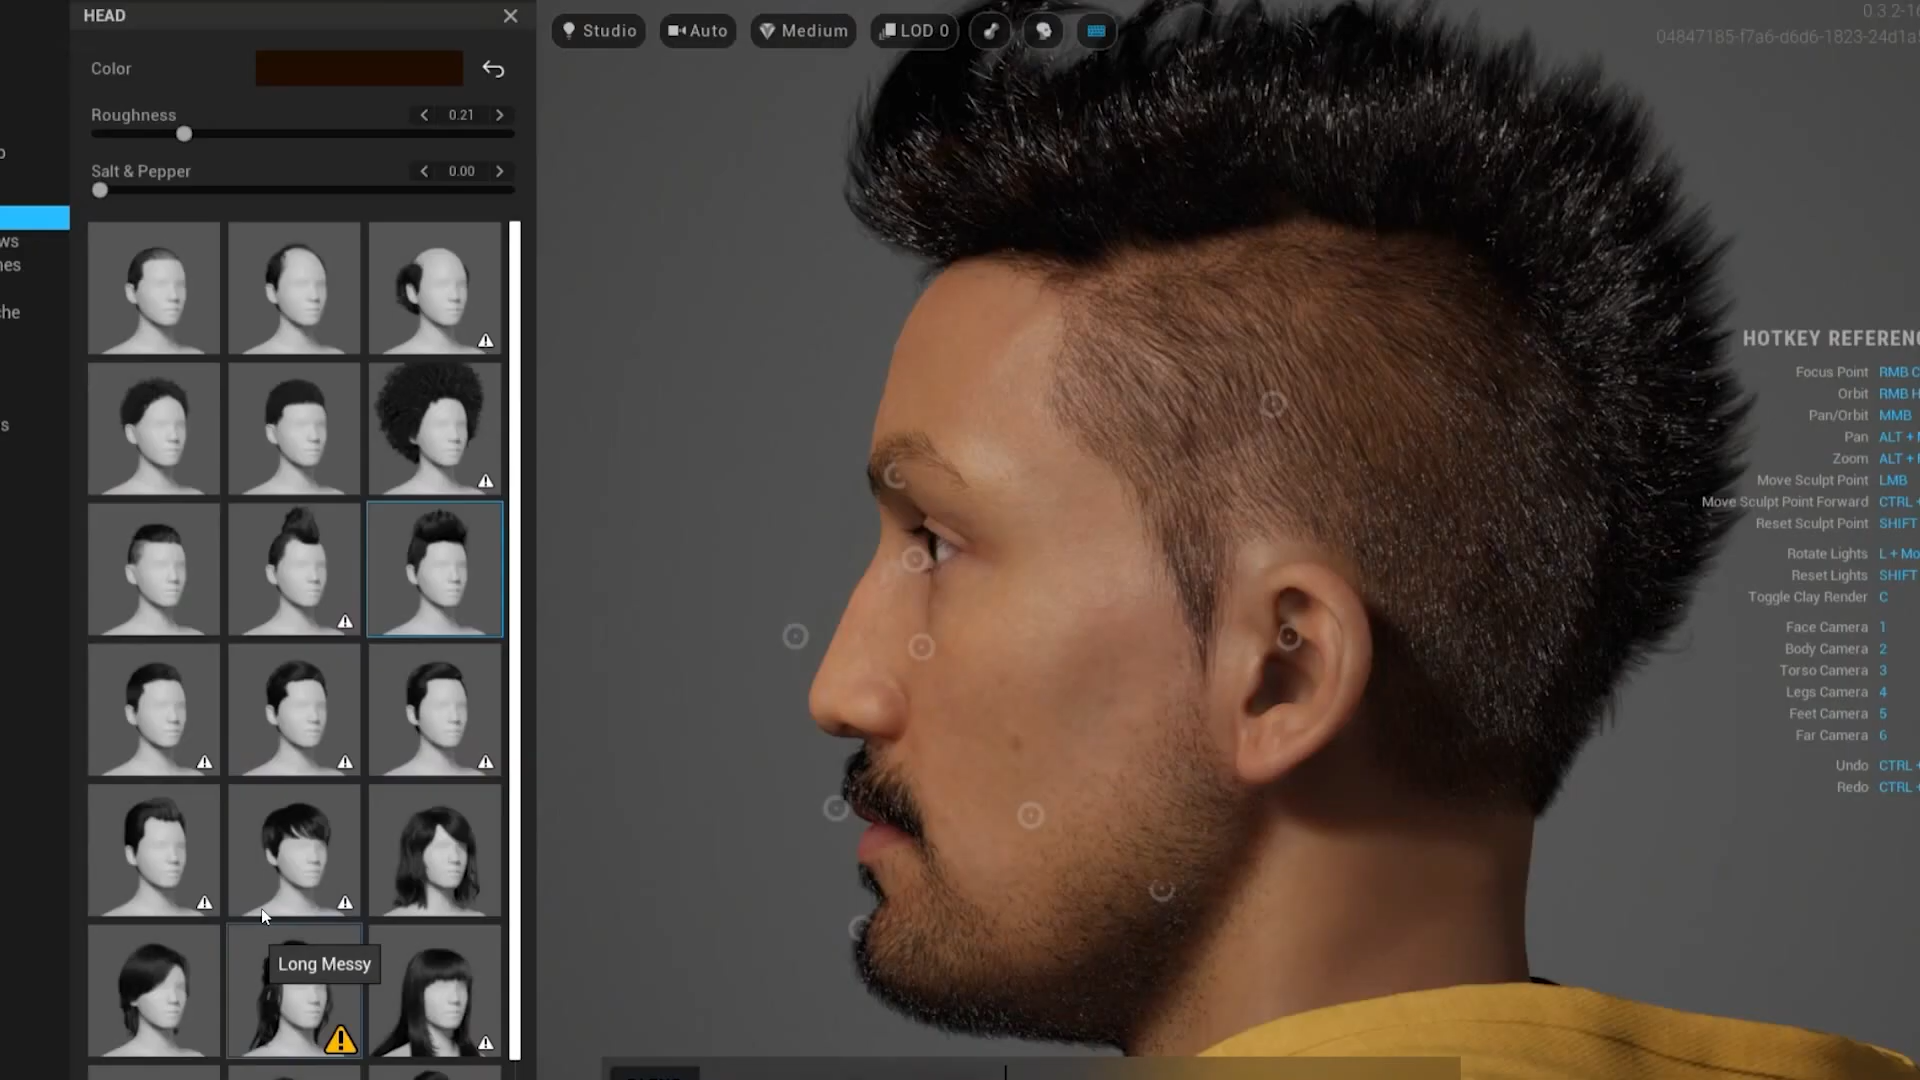 HEAD
Color
Roughness
0.21
Salt & Pepper
0.00
Long Messy
Studio
Auto
Medium
LOD 0
0.3.2-16
04847185-f7a6-d6d6-1823-24d1a
HOTKEY REFEREN
Focus Point RMB C
Orbit RMB H
Pan/Orbit MMB
Pan ALT +
Zoom ALT +
Move Sculpt Point LMB
Move Sculpt Point Forward CTRL +
Reset Sculpt Point SHIFT
Rotate Lights L + Mo
Reset Lights SHIFT
Toggle Clay Render C
Face Camera 1
Body Camera 2
Torso Camera 3
Legs Camera 4
Feet Camera 5
Far Camera 6
Undo CTRL +
Redo CTRL +